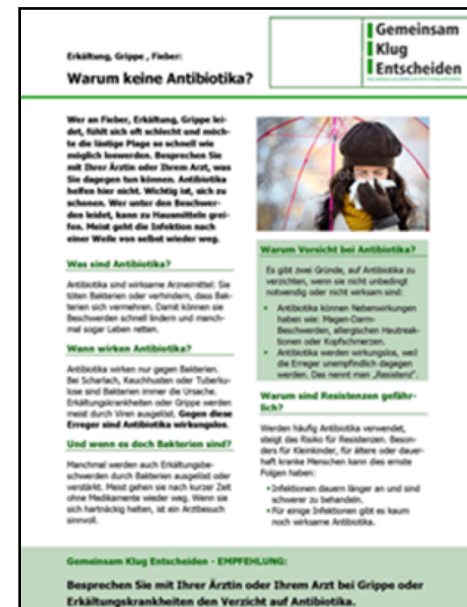 Gemeinsam
Klug
Entscheiden
Erkältung, Grippe , Fieber:
Warum keine Antibiotika?
Wer an Fieber, Erkältung, Grippe lei-
det, fühlt sich oft schlecht und möch-
te die lästige Plage so schnell wie
möglich loswerden. Besprechen Sie
mit Ihrer Ärztin oder Ihrem Arzt, was
Sie dagegen tun können. Antibiotika
helfen hier nicht. Wichtig ist, sich zu
schonen. Wer unter den Beschwer-
den leidet, kann zu Hausmitteln grei-
fen. Meist geht die Infektion nach
einer Weile von selbst wieder weg.
Was sind Antibiotika?
Antibiotika sind wirksame Arzneimittel: Sie
töten Bakterien oder verhindern, dass Bak-
terien sich vermehren. Damit können sie
Beschwerden schnell lindern und manch-
mal sogar Leben retten.
Wann wirken Antibiotika?
Antibiotika wirken nur gegen Bakterien.
Bei Scharlach, Keuchhusten oder Tuberku-
lose sind Bakterien immer die Ursache.
Erkältungskrankheiten oder Grippe werden
meist durch Viren ausgelöst. Gegen diese
Erreger sind Antibiotika wirkungslos.
Und wenn es doch Bakterien sind?
Manchmal werden auch Erkältungsbe-
schwerden durch Bakterien ausgelöst oder
verstärkt. Meist gehen sie nach kurzer Zeit
ohne Medikamente wieder weg. Wenn sie
sich hartnäckig halten, ist ein Arztbesuch
sinnvoll.
Warum Vorsicht bei Antibiotika?
Es gibt zwei Gründe, auf Antibiotika zu
verzichten, wenn sie nicht unbedingt
notwendig oder nicht wirksam sind:
• Antibiotika können Nebenwirkungen
haben wie: Magen-Darm-
Beschwerden, allergischen Hautreak-
tionen oder Kopfschmerzen.
• Antibiotika werden wirkungslos, weil
die Erreger unempfindlich dagegen
werden. Das nennt man „Resistenz“.
Warum sind Resistenzen gefähr-
lich?
Werden häufig Antibiotika verwendet,
steigt das Risiko für Resistenzen. Beson-
ders für Kleinkinder, für ältere oder dauer-
haft kranke Menschen kann dies ernste
Folgen haben:
• Infektionen dauern länger an und sind
schwerer zu behandeln.
• Für einige Infektionen gibt es kaum
noch wirksame Antibiotika.
Gemeinsam Klug Entscheiden - EMPFEHLUNG:
Besprechen Sie mit Ihrer Ärztin oder Ihrem Arzt bei Grippe oder
Erkältungskrankheiten den Verzicht auf Antibiotika.